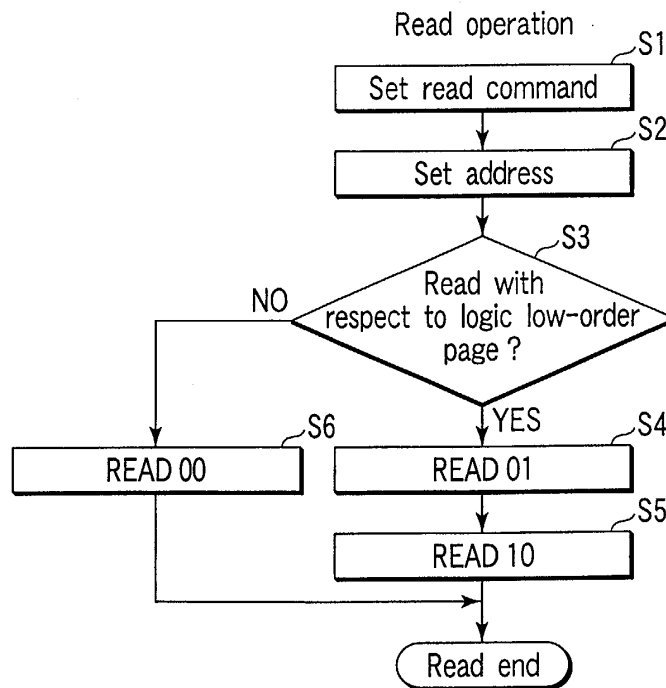 Read operation
S1
Set read command
S2
Set address
S3
Read with
respect to logic low-order
page ?
NO
YES
S6
READ 00
S4
READ 01
S5
READ 10
Read end